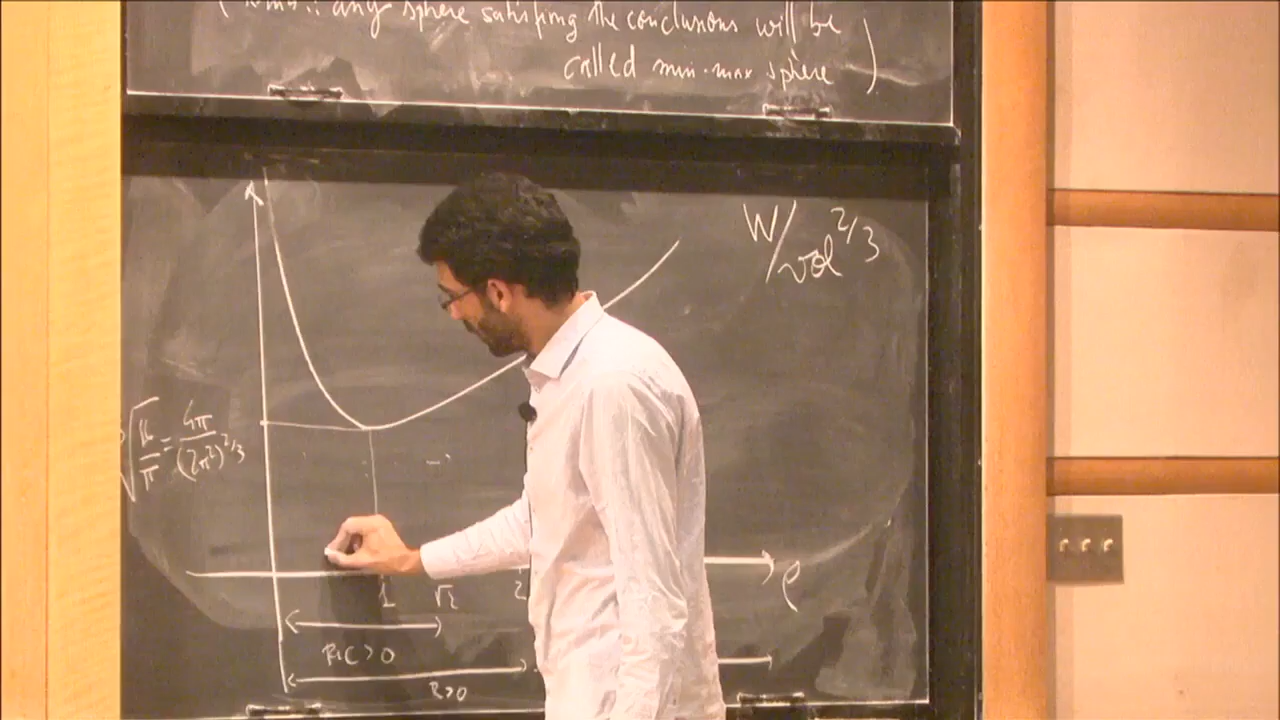 any sphere satisfying the conclusions will be
called min-max sphere )
W/vol^2/3
= 4π/(2π²)^2/3
1 √2 2 ρ
Ric > 0
R>0